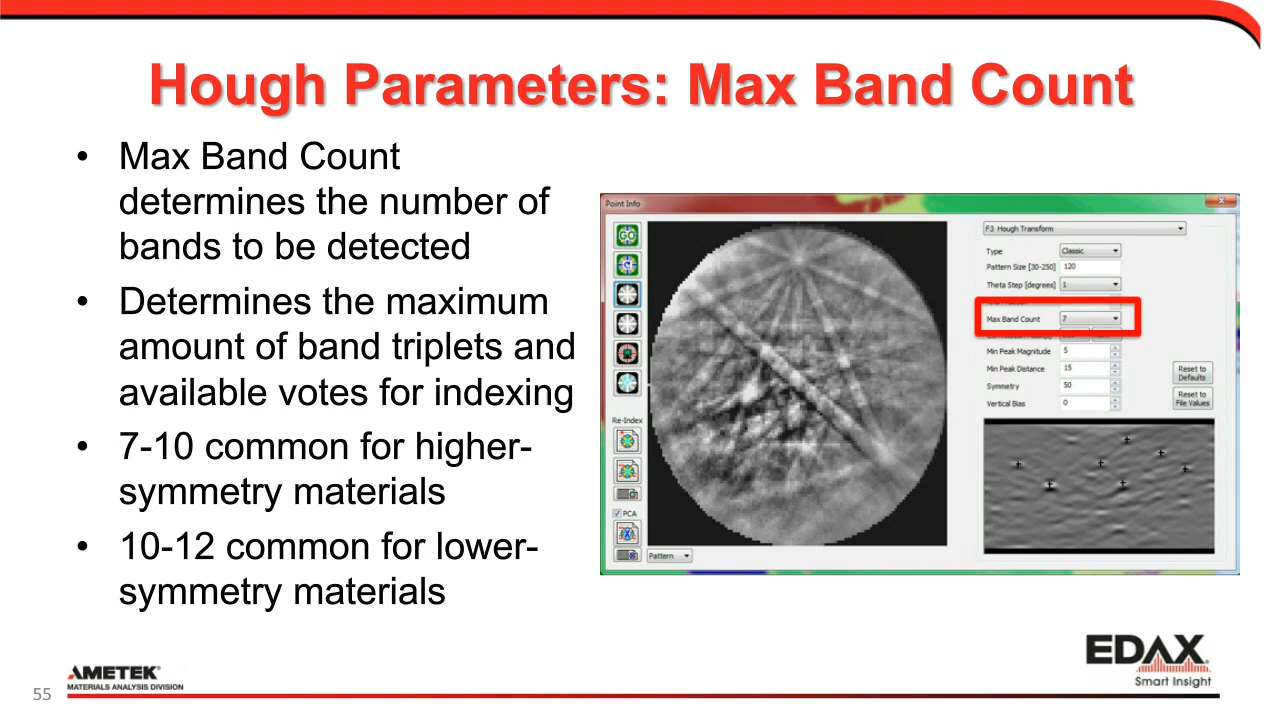 Hough Parameters: Max Band Count
• Max Band Count
determines the number of
bands to be detected
• Determines the maximum
amount of band triplets and
available votes for indexing
• 7-10 common for higher-
symmetry materials
• 10-12 common for lower-
symmetry materials
Point Info
GO
Re-Index
PCA
Pattern
F3 Hough Transform
Type Classic
Pattern Size [30-250] 120
Theta Step [degrees] 1
Max Band Count 7
Min Peak Magnitude 5
Min Peak Distance 15
Symmetry 50
Vertical Bias 0
Reset to
Defaults
Reset to
File Values
55
AMETEK®
MATERIALS ANALYSIS DIVISION
EDAX
Smart Insight